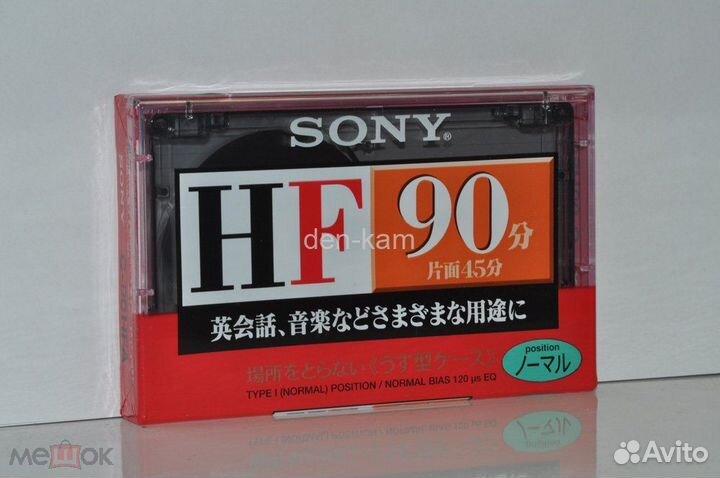 SONY®
HF 90分
片面45分
den-kam
英会話、音楽などさまざまな用途に
場所をとらない《うす型ケース》
position
ノーマル
TYPE I (NORMAL) POSITION / NORMAL BIAS 120 μs EQ
SONY
мешок
Avito